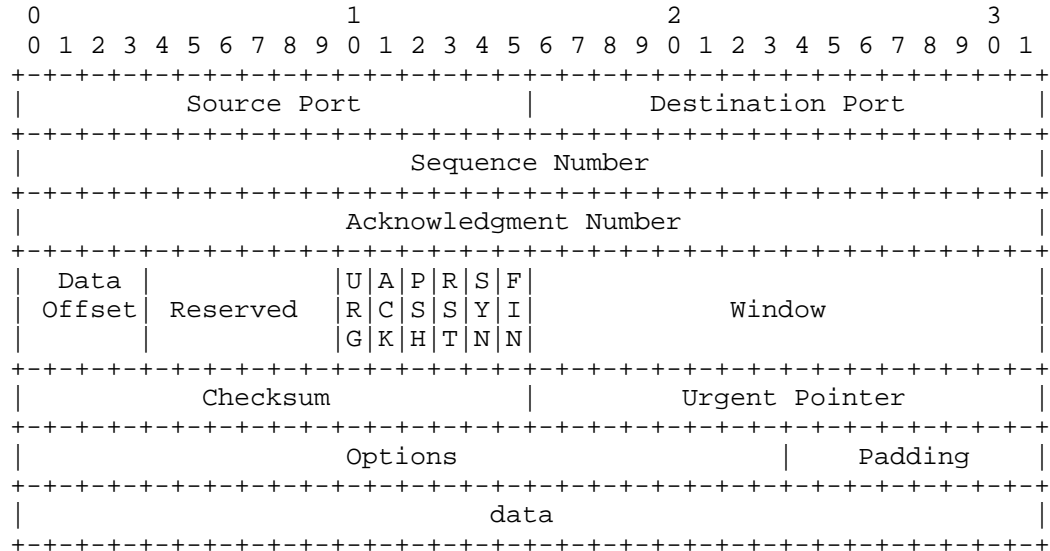 0                   1                   2                   3
 0 1 2 3 4 5 6 7 8 9 0 1 2 3 4 5 6 7 8 9 0 1 2 3 4 5 6 7 8 9 0 1
+-+-+-+-+-+-+-+-+-+-+-+-+-+-+-+-+-+-+-+-+-+-+-+-+-+-+-+-+-+-+-+-+
|          Source Port          |       Destination Port        |
+-+-+-+-+-+-+-+-+-+-+-+-+-+-+-+-+-+-+-+-+-+-+-+-+-+-+-+-+-+-+-+-+
|                        Sequence Number                        |
+-+-+-+-+-+-+-+-+-+-+-+-+-+-+-+-+-+-+-+-+-+-+-+-+-+-+-+-+-+-+-+-+
|                    Acknowledgment Number                      |
+-+-+-+-+-+-+-+-+-+-+-+-+-+-+-+-+-+-+-+-+-+-+-+-+-+-+-+-+-+-+-+-+
|  Data |           |U|A|P|R|S|F|                               |
| Offset| Reserved  |R|C|S|S|Y|I|            Window             |
|       |           |G|K|H|T|N|N|                               |
+-+-+-+-+-+-+-+-+-+-+-+-+-+-+-+-+-+-+-+-+-+-+-+-+-+-+-+-+-+-+-+-+
|           Checksum            |         Urgent Pointer        |
+-+-+-+-+-+-+-+-+-+-+-+-+-+-+-+-+-+-+-+-+-+-+-+-+-+-+-+-+-+-+-+-+
|                    Options                    |    Padding    |
+-+-+-+-+-+-+-+-+-+-+-+-+-+-+-+-+-+-+-+-+-+-+-+-+-+-+-+-+-+-+-+-+
|                             data                              |
+-+-+-+-+-+-+-+-+-+-+-+-+-+-+-+-+-+-+-+-+-+-+-+-+-+-+-+-+-+-+-+-+